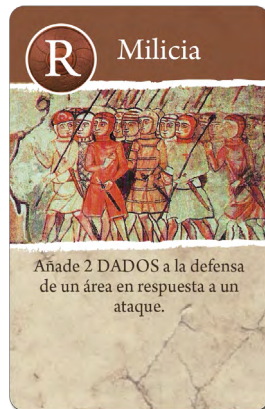 R
Milicia
Añade 2 DADOS a la defensa
de un área en respuesta a un
ataque.